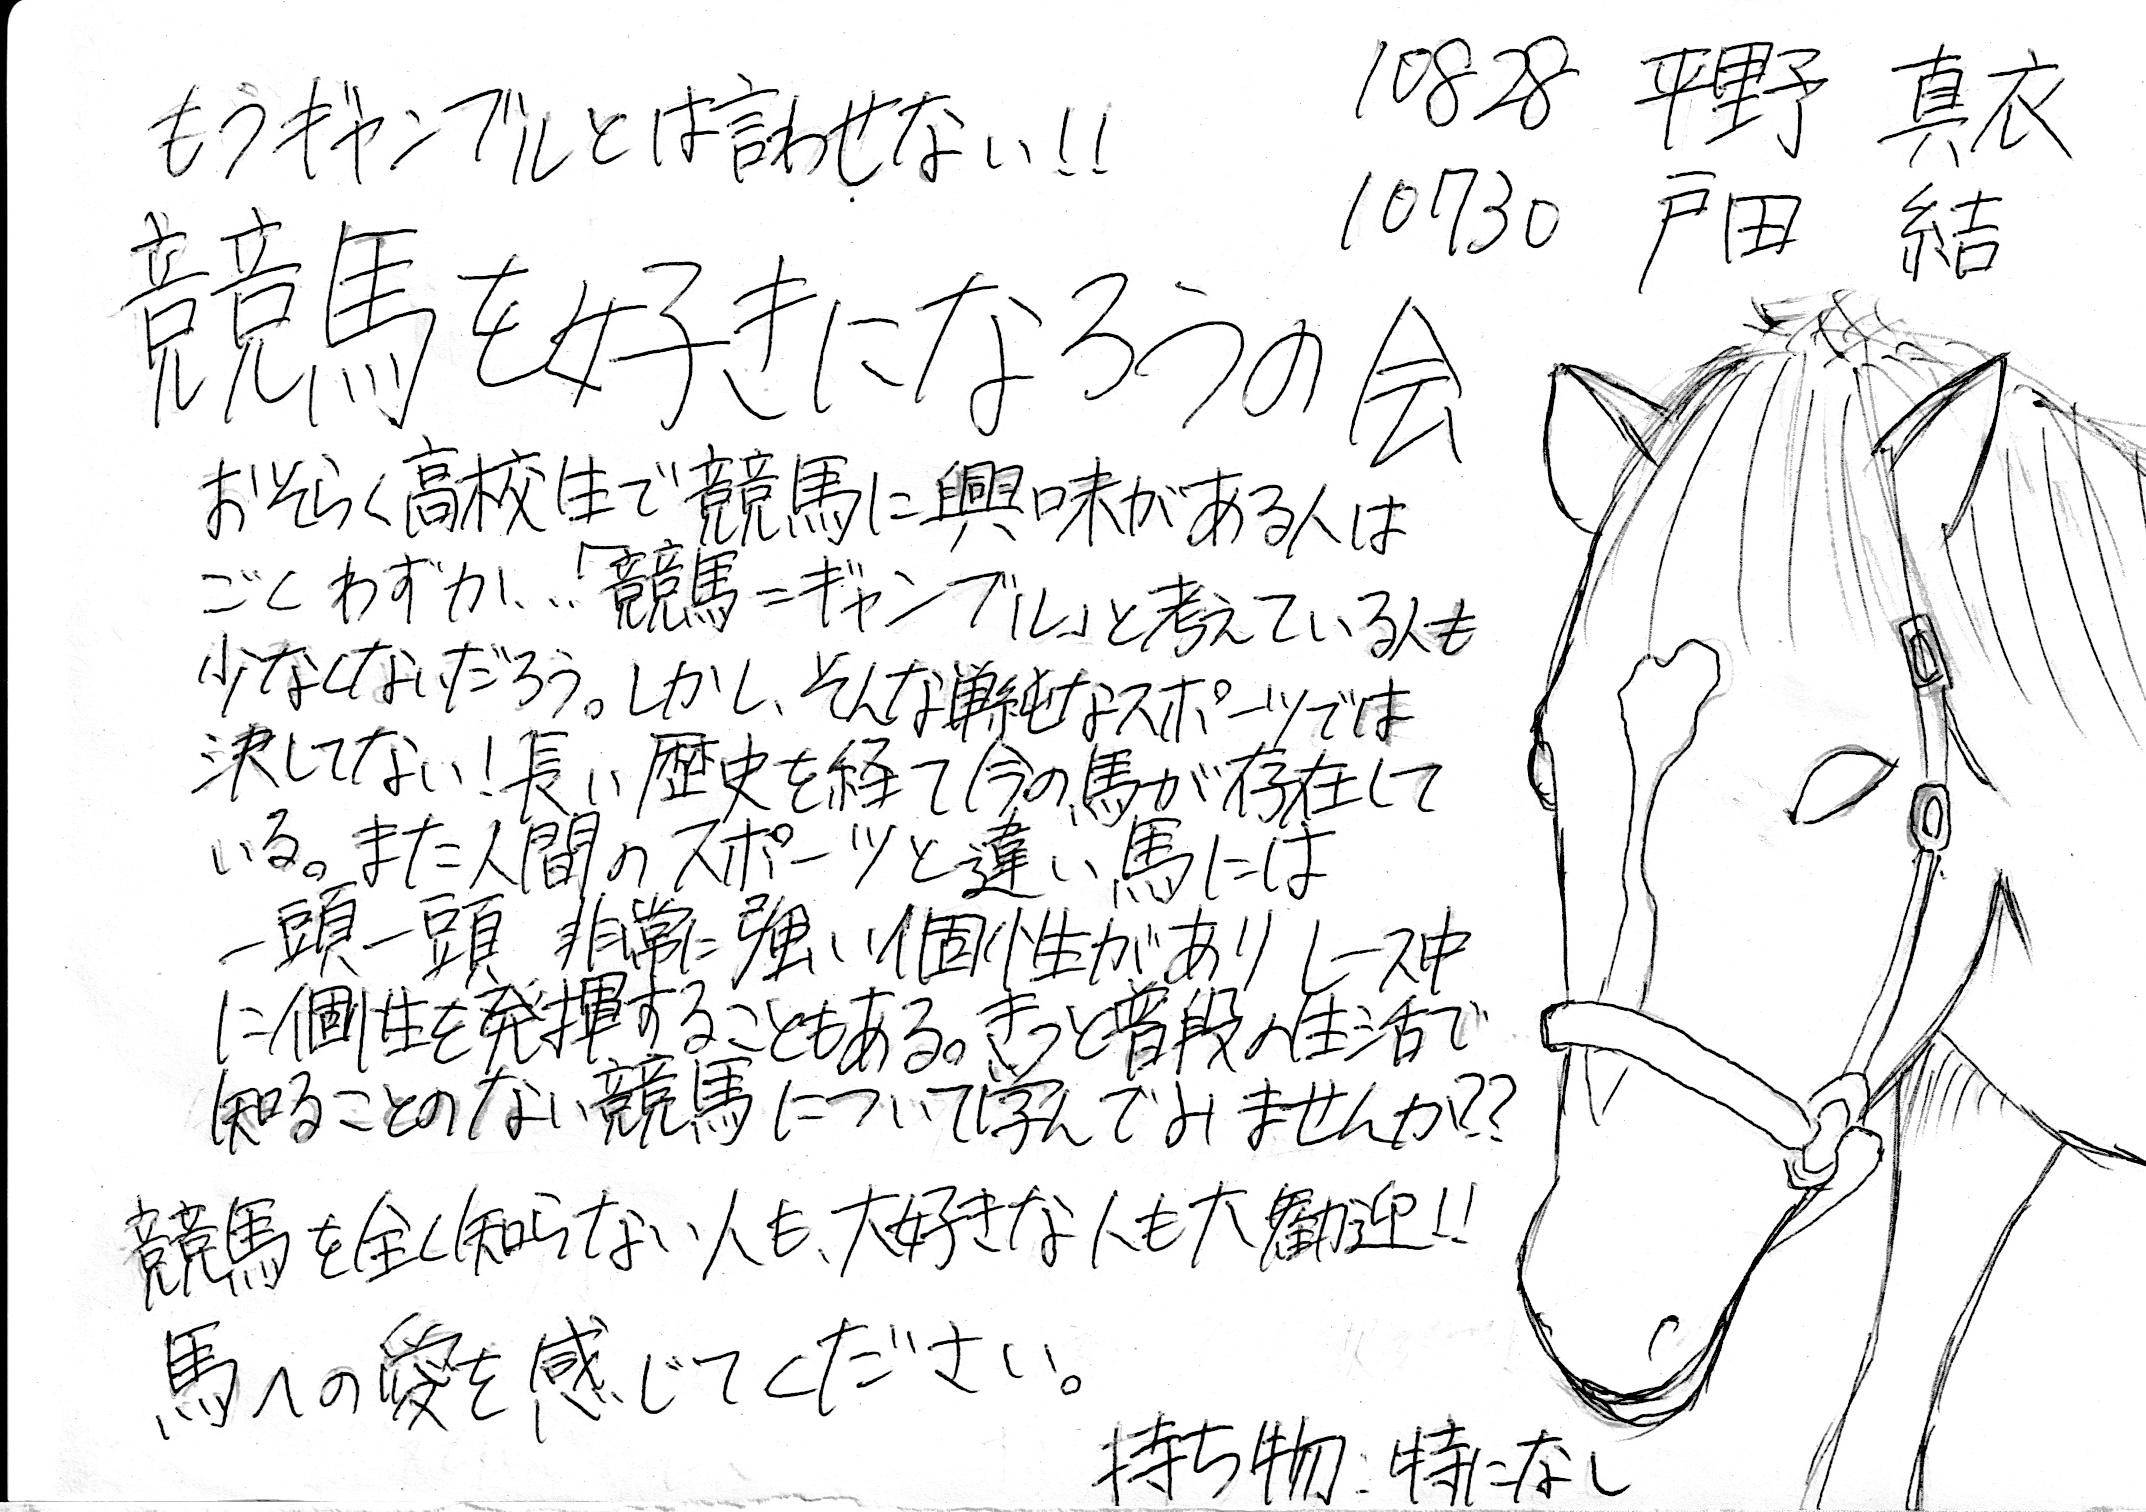 もうギャンブルとは言わせない!!
10828 平野 真衣
10730 戸田 結
競馬を好きになろうの会
おそらく高校生で競馬に興味がある人は
ごくわずか…「競馬=ギャンブル」と考えている人も
少なくないだろう。しかし、そんな単純なスポーツでは
決してない!長い歴史を経て今の馬が存在して
いる。また人間のスポーツと違い馬には
一頭一頭 非常に強い個性がありレース中
に個性を発揮することもある。きっと普段の生活で
知ることのない競馬について学んでみませんか??
競馬を全く知らない人も、大好きな人も大歓迎!!
馬への愛を感じてください。
持ち物:特になし